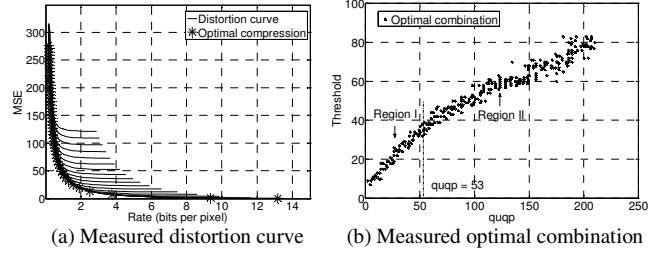 Distortion curve
Optimal compression
300
250
200
150
100
50
0
MSE
2 4 6 8 10 12 14
Rate (bits per pixel)
(a) Measured distortion curve
Optimal combination
100
80
60
40
20
0
Threshold
Region I
Region II
quqp = 53
0 50 100 150 200 250
quqp
(b) Measured optimal combination